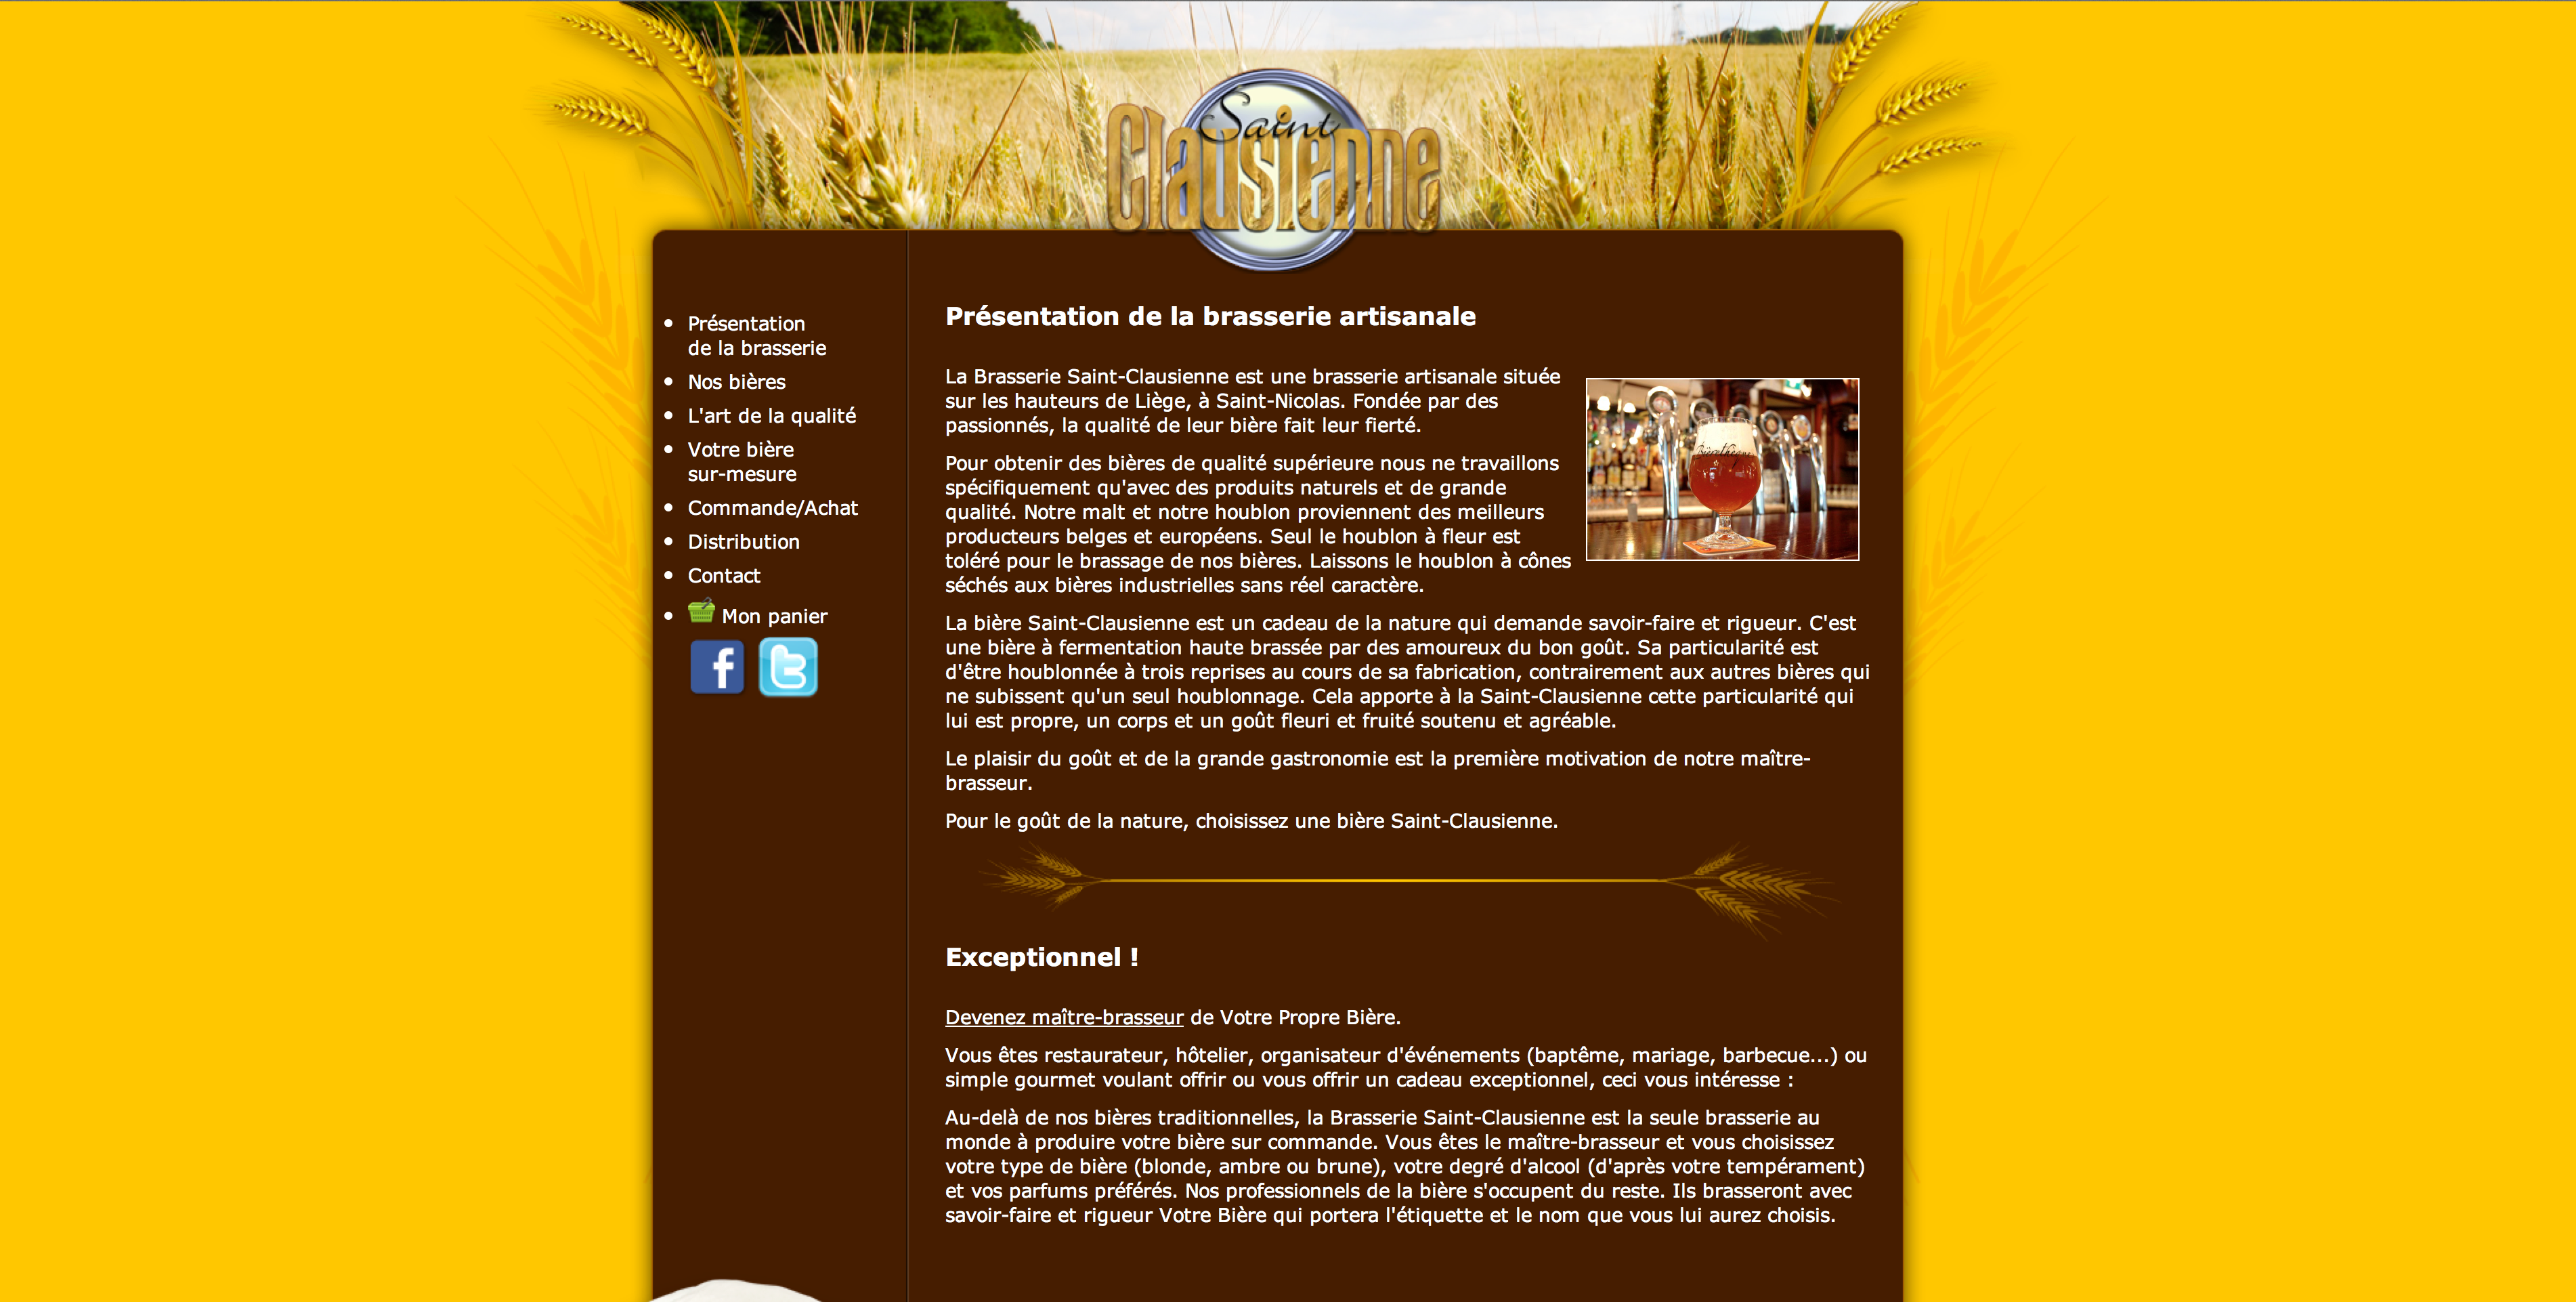 Saint
Clausienne
Présentation
de la brasserie
Nos bières
L'art de la qualité
Votre bière
sur-mesure
Commande/Achat
Distribution
Contact
Mon panier
Présentation de la brasserie artisanale
La Brasserie Saint-Clausienne est une brasserie artisanale située
sur les hauteurs de Liège, à Saint-Nicolas. Fondée par des
passionnés, la qualité de leur bière fait leur fierté.
Pour obtenir des bières de qualité supérieure nous ne travaillons
spécifiquement qu'avec des produits naturels et de grande
qualité. Notre malt et notre houblon proviennent des meilleurs
producteurs belges et européens. Seul le houblon à fleur est
toléré pour le brassage de nos bières. Laissons le houblon à cônes
séchés aux bières industrielles sans réel caractère.
La bière Saint-Clausienne est un cadeau de la nature qui demande savoir-faire et rigueur. C'est
une bière à fermentation haute brassée par des amoureux du bon goût. Sa particularité est
d'être houblonnée à trois reprises au cours de sa fabrication, contrairement aux autres bières qui
ne subissent qu'un seul houblonnage. Cela apporte à la Saint-Clausienne cette particularité qui
lui est propre, un corps et un goût fleuri et fruité soutenu et agréable.
Le plaisir du goût et de la grande gastronomie est la première motivation de notre maître-
brasseur.
Pour le goût de la nature, choisissez une bière Saint-Clausienne.
Exceptionnel !
Devenez maître-brasseur de Votre Propre Bière.
Vous êtes restaurateur, hôtelier, organisateur d'événements (baptême, mariage, barbecue...) ou
simple gourmet voulant offrir ou vous offrir un cadeau exceptionnel, ceci vous intéresse :
Au-delà de nos bières traditionnelles, la Brasserie Saint-Clausienne est la seule brasserie au
monde à produire votre bière sur commande. Vous êtes le maître-brasseur et vous choisissez
votre type de bière (blonde, ambre ou brune), votre degré d'alcool (d'après votre tempérament)
et vos parfums préférés. Nos professionnels de la bière s'occupent du reste. Ils brasseront avec
savoir-faire et rigueur Votre Bière qui portera l'étiquette et le nom que vous lui aurez choisis.